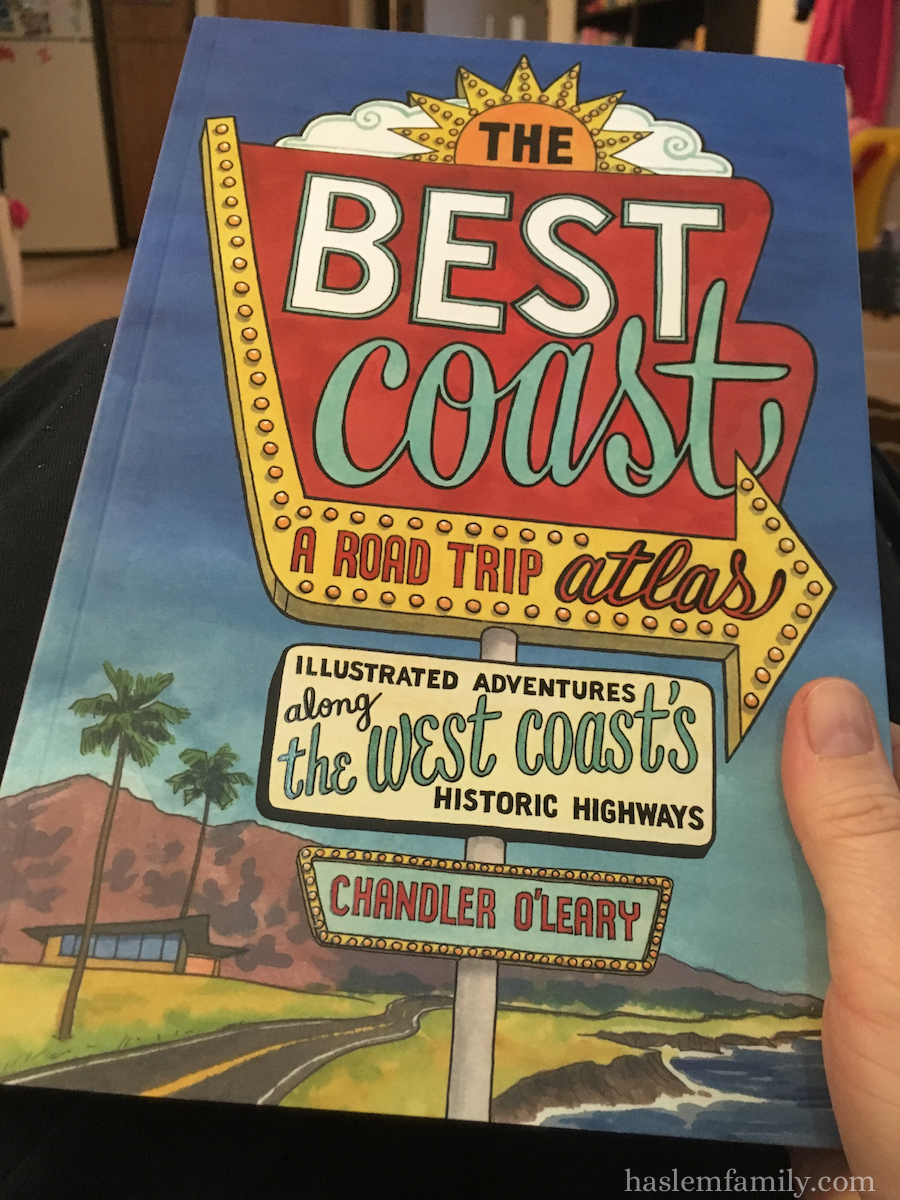 THE
BEST
coast
A ROAD TRIP atlas
ILLUSTRATED ADVENTURES
along
the WEST COAST'S
HISTORIC HIGHWAYS
CHANDLER O'LEARY
haslemfamily.com